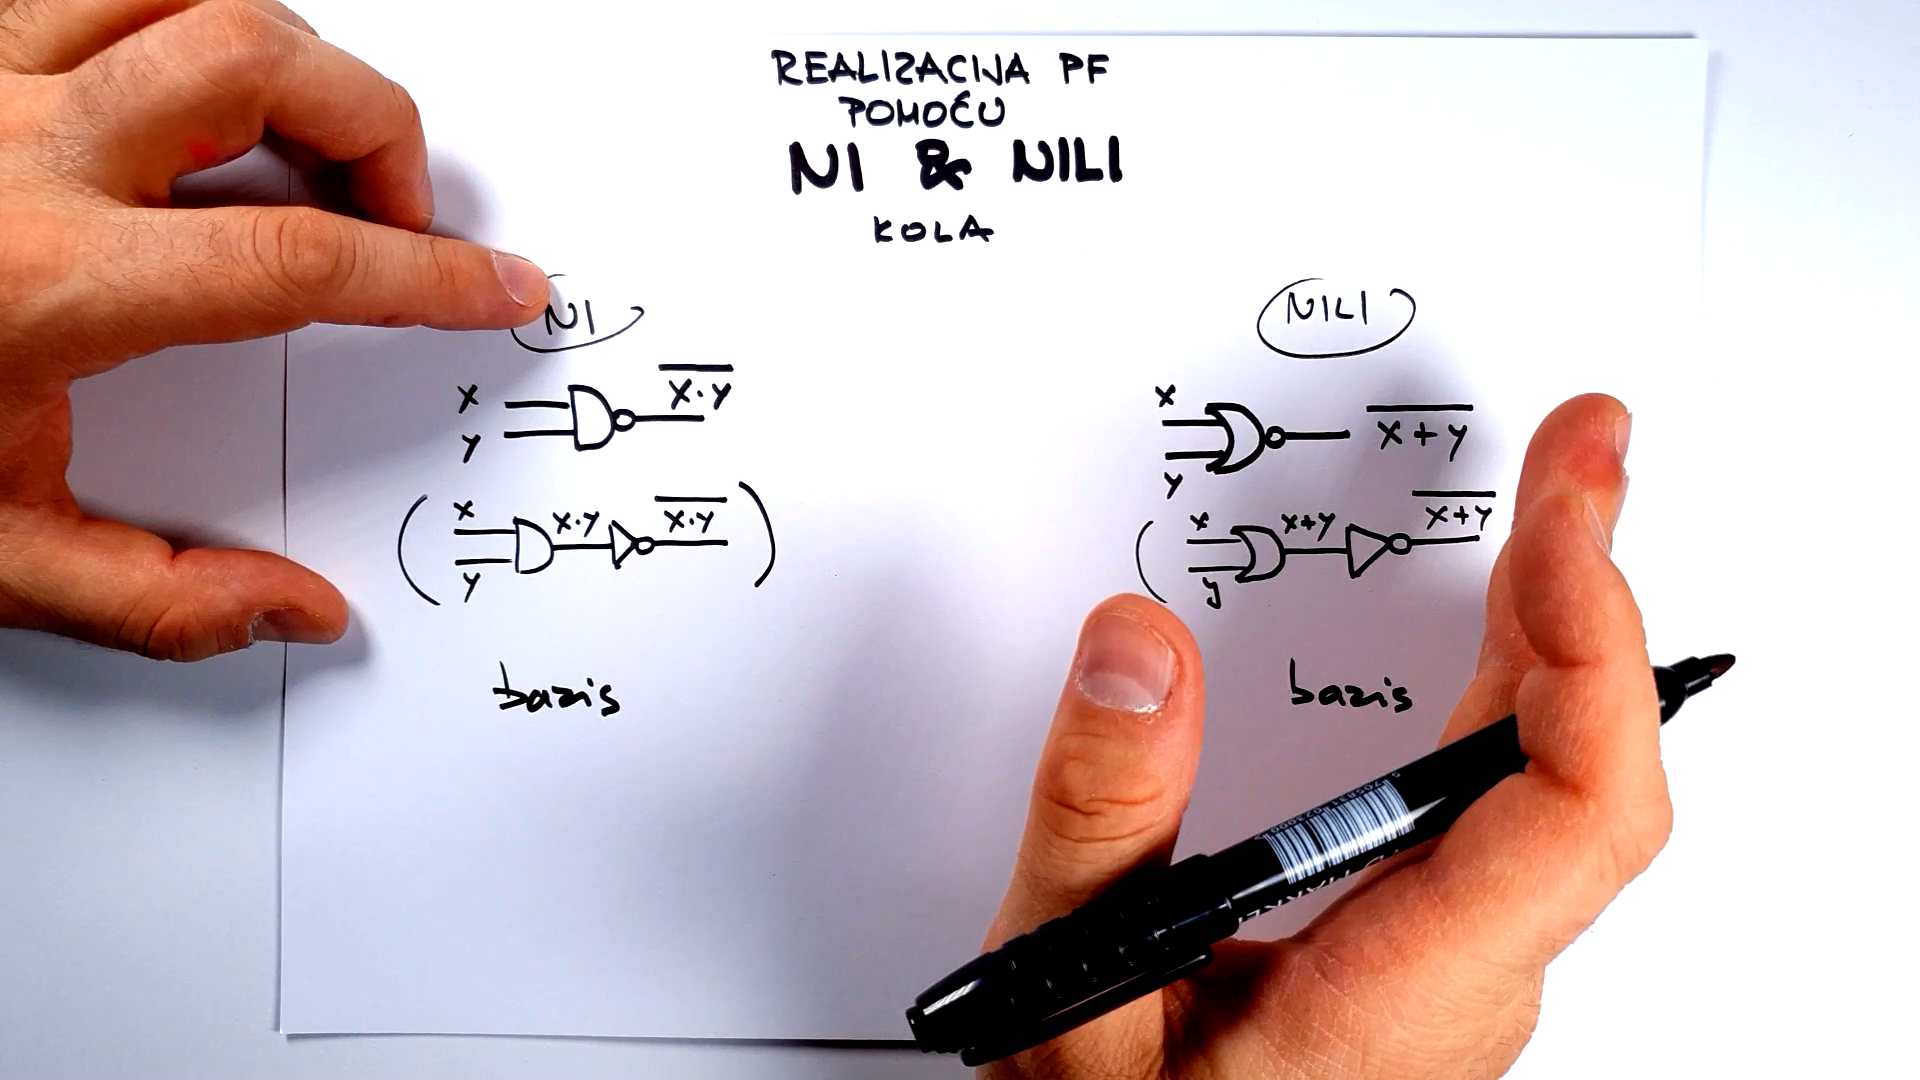 REALIZACIJA PF
POMOĆU
NI & NILI
KOLA
NI
x
y
x·y
x
y
x·y
x·y
bazis
NILI
x
y
x+y
x
y
x+y
x+y
bazis